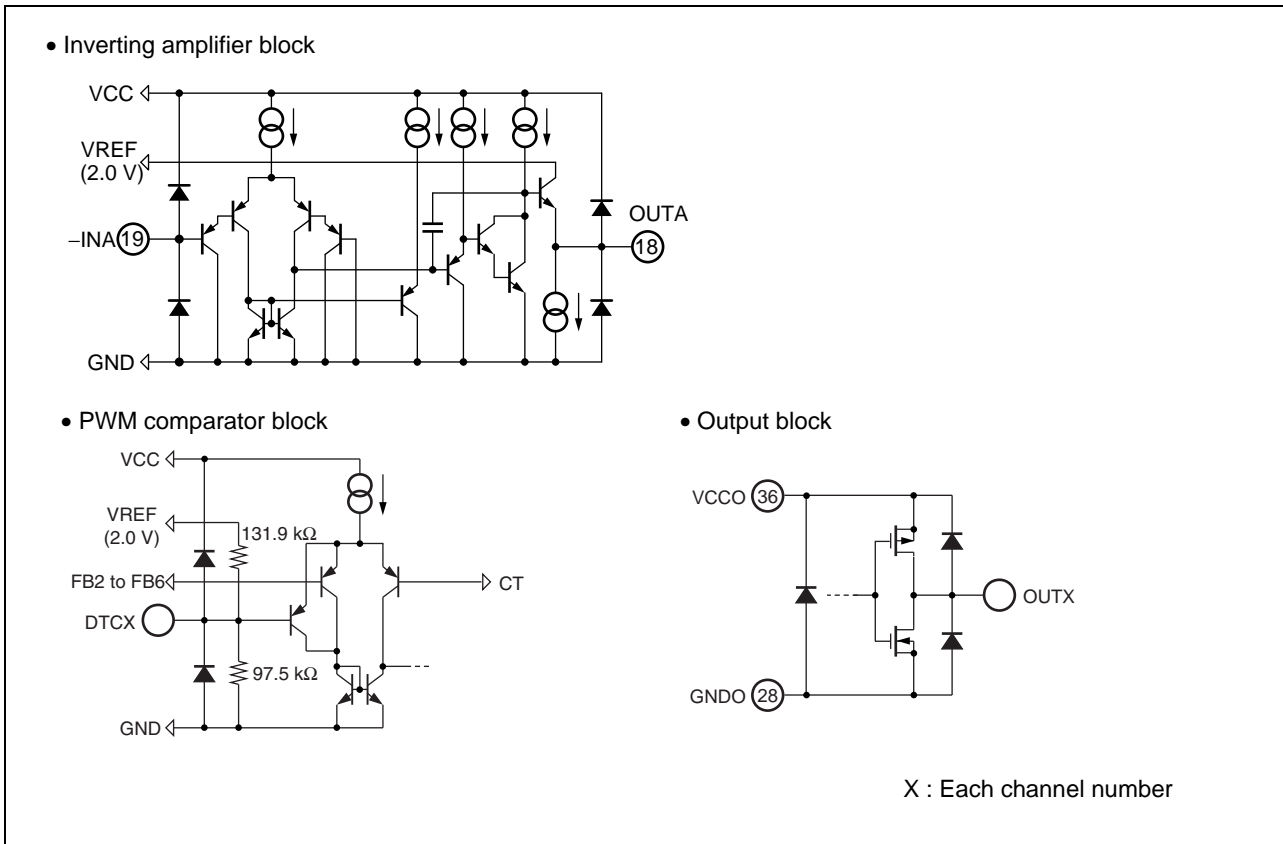 • Inverting amplifier block
VCC
VREF
(2.0 V)
−INA 19
OUTA
18
GND
• PWM comparator block
VCC
VREF
(2.0 V)
131.9 kΩ
FB2 to FB6
CT
DTCX
97.5 kΩ
GND
• Output block
VCCO 36
OUTX
GNDO 28
X : Each channel number